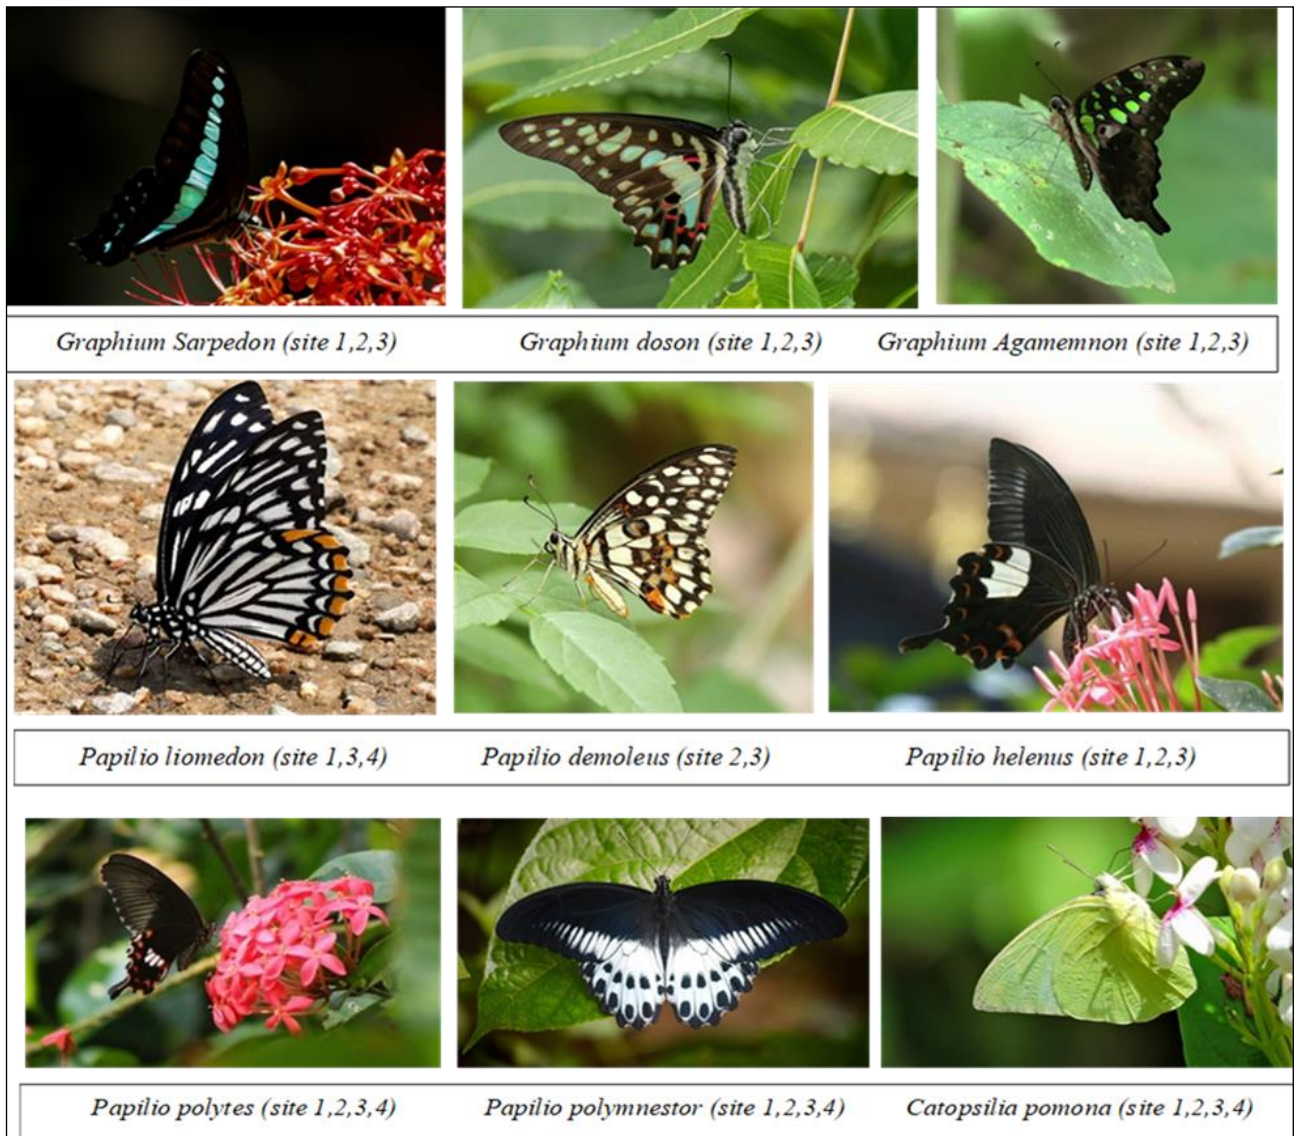 Graphium Sarpedon (site 1,2,3) Graphium doson (site 1,2,3) Graphium Agamemnon (site 1,2,3)
Papilio liomedon (site 1,3,4) Papilio demoleus (site 2,3) Papilio helenus (site 1,2,3)
Papilio polytes (site 1,2,3,4) Papilio polymnestor (site 1,2,3,4) Catopsilia pomona (site 1,2,3,4)